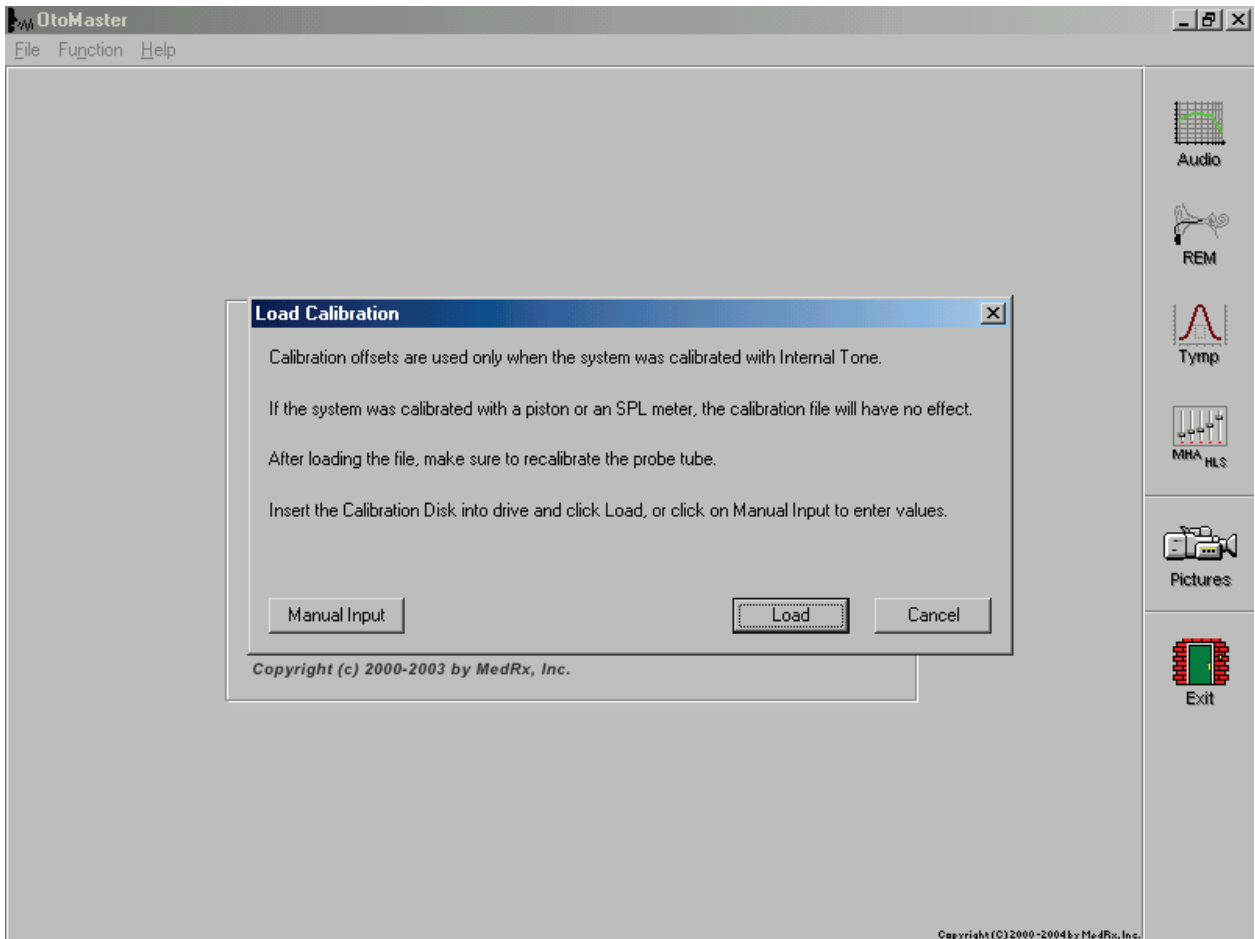 OtoMaster
File Function Help
Audio
REM
Tymp
MHA HLS
Load Calibration
Calibration offsets are used only when the system was calibrated with Internal Tone.
If the system was calibrated with a piston or an SPL meter, the calibration file will have no effect.
After loading the file, make sure to recalibrate the probe tube.
Insert the Calibration Disk into drive and click Load, or click on Manual Input to enter values.
Manual Input Load Cancel
Copyright (c) 2000-2003 by MedRx, Inc.
Pictures
Exit
Copyright (C) 2000-2004 by MedRx, Inc.